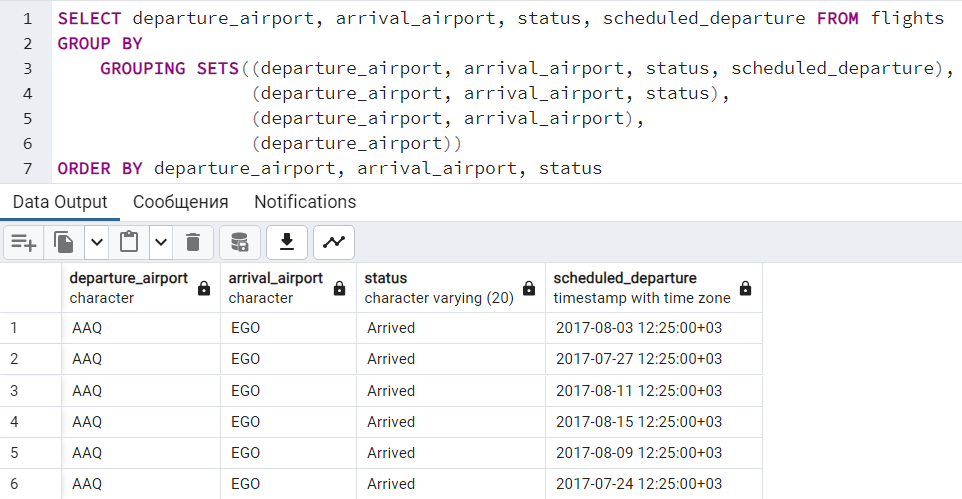 1 SELECT departure_airport, arrival_airport, status, scheduled_departure FROM flights
2 GROUP BY
3 GROUPING SETS((departure_airport, arrival_airport, status, scheduled_departure),
4 (departure_airport, arrival_airport, status),
5 (departure_airport, arrival_airport),
6 (departure_airport))
7 ORDER BY departure_airport, arrival_airport, status
Data Output Сообщения Notifications
departure_airport arrival_airport status scheduled_departure
character character character varying (20) timestamp with time zone
1 AAQ EGO Arrived 2017-08-03 12:25:00+03
2 AAQ EGO Arrived 2017-07-27 12:25:00+03
3 AAQ EGO Arrived 2017-08-11 12:25:00+03
4 AAQ EGO Arrived 2017-08-15 12:25:00+03
5 AAQ EGO Arrived 2017-08-09 12:25:00+03
6 AAQ EGO Arrived 2017-07-24 12:25:00+03